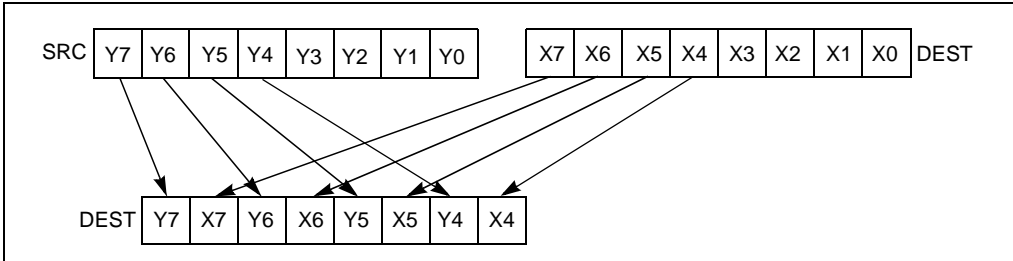 SRC Y7 Y6 Y5 Y4 Y3 Y2 Y1 Y0 X7 X6 X5 X4 X3 X2 X1 X0 DEST
DEST Y7 X7 Y6 X6 Y5 X5 Y4 X4